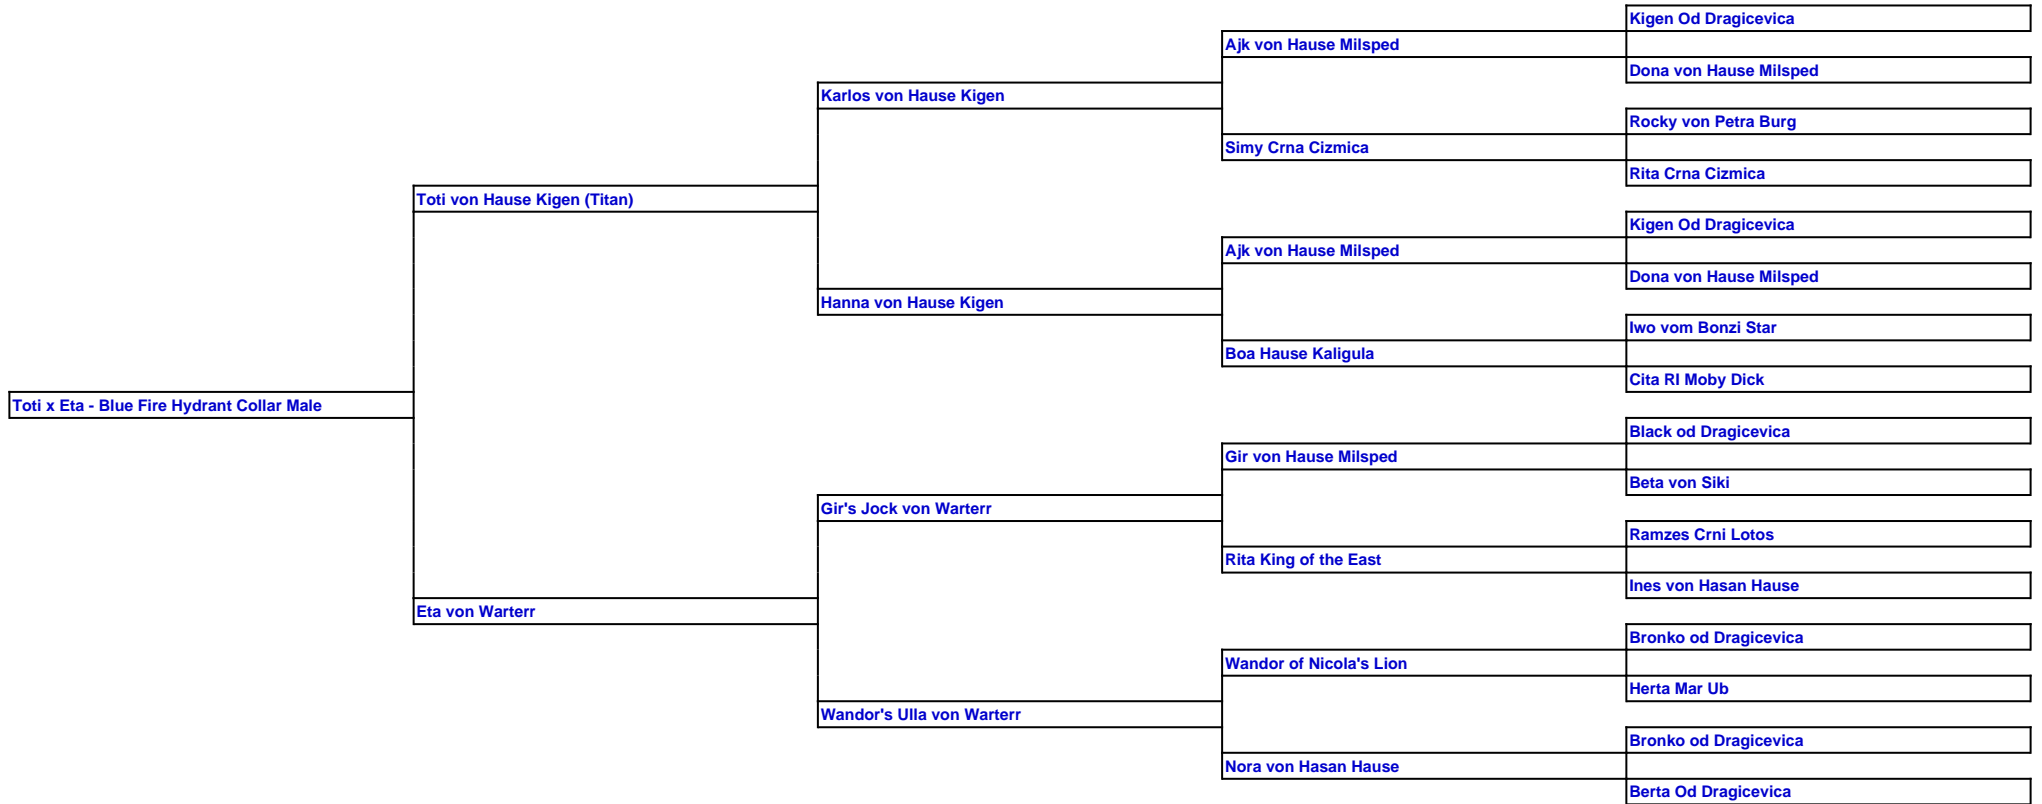 Kigen Od Dragicevica
Ajk von Hause Milsped
Dona von Hause Milsped
Karlos von Hause Kigen
Rocky von Petra Burg
Simy Crna Cizmica
Rita Crna Cizmica
Toti von Hause Kigen (Titan)
Kigen Od Dragicevica
Ajk von Hause Milsped
Dona von Hause Milsped
Hanna von Hause Kigen
Iwo vom Bonzi Star
Boa Hause Kaligula
Cita RI Moby Dick
Toti x Eta - Blue Fire Hydrant Collar Male
Black od Dragicevica
Gir von Hause Milsped
Beta von Siki
Gir's Jock von Warterr
Ramzes Crni Lotos
Rita King of the East
Ines von Hasan Hause
Eta von Warterr
Bronko od Dragicevica
Wandor of Nicola's Lion
Herta Mar Ub
Wandor's Ulla von Warterr
Bronko od Dragicevica
Nora von Hasan Hause
Berta Od Dragicevica